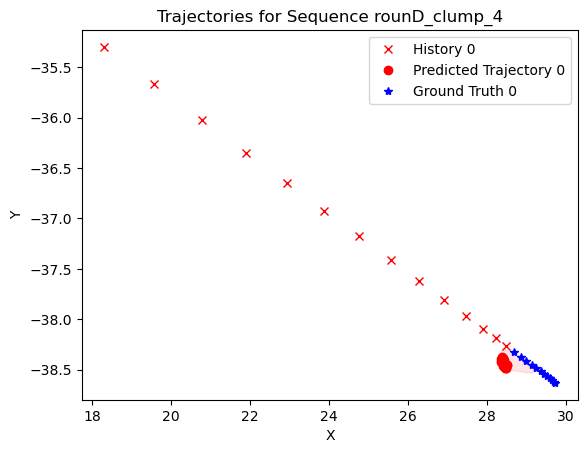 Trajectories for Sequence rounD_clump_4
History 0
Predicted Trajectory 0
Ground Truth 0
−35.5
−36.0
−36.5
−37.0
−37.5
−38.0
−38.5
Y
18
20
22
24
26
28
30
X